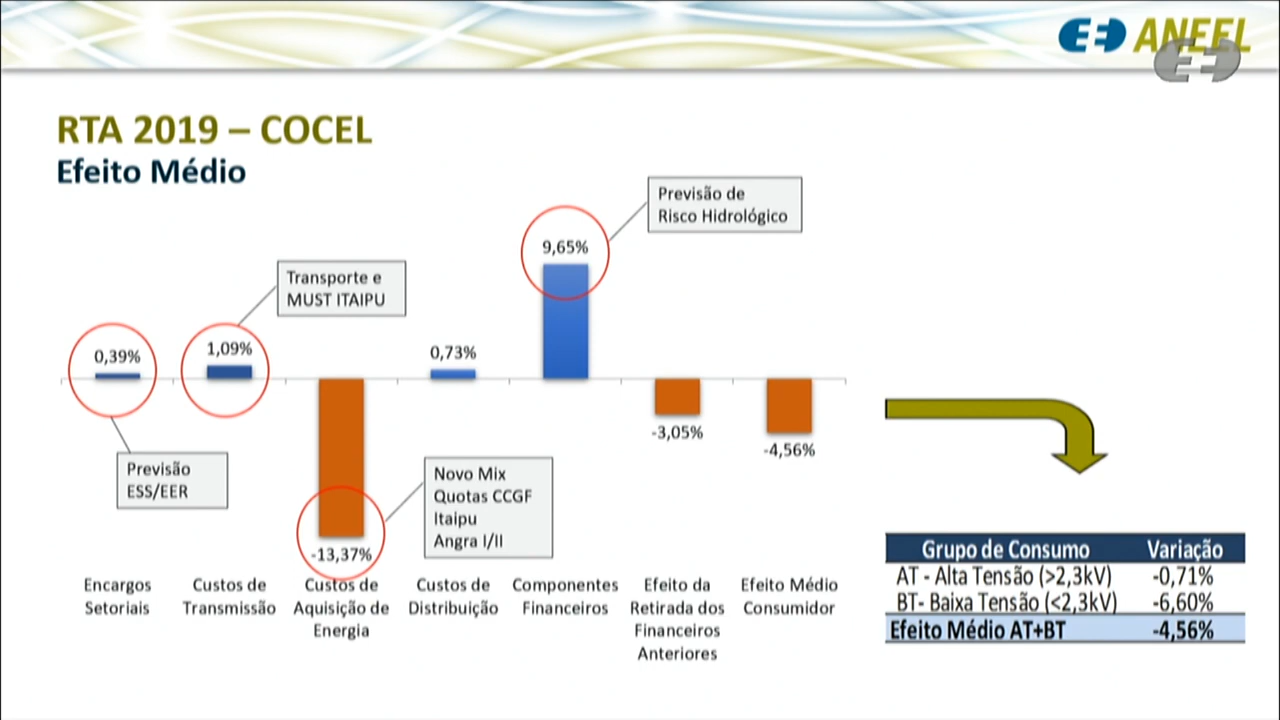 ANEEL
RTA 2019 – COCEL
Efeito Médio
Previsão de
Risco Hidrológico
9,65%
Transporte e
MUST ITAIPU
0,39%
1,09%
0,73%
-3,05%
-4,56%
Previsão
ESS/EER
Novo Mix
Quotas CCGF
Itaipu
Angra I/II
-13,37%
Encargos
Setoriais
Custos de
Transmissão
Custos de
Aquisição de
Energia
Custos de
Distribuição
Componentes
Financeiros
Efeito da
Retirada dos
Financeiros
Anteriores
Efeito Médio
Consumidor
Grupo de Consumo Variação
AT - Alta Tensão (>2,3kV) -0,71%
BT- Baixa Tensão (<2,3kV) -6,60%
Efeito Médio AT+BT -4,56%